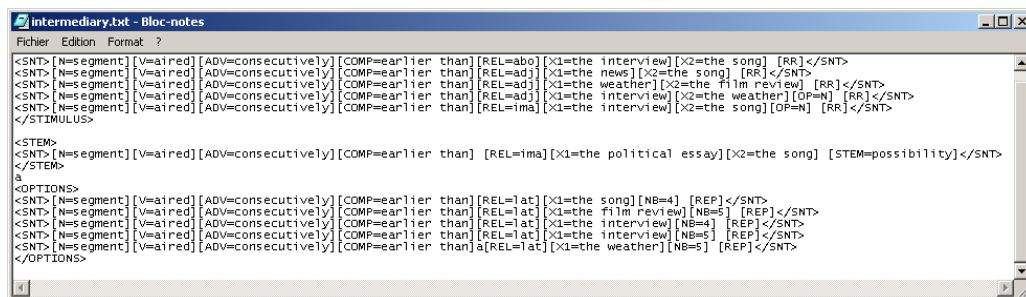 intermediary.txt - Bloc-notes
Fichier Edition Format ?
<SNT>[N=segment][V=aired][ADV=consecutively][COMP=earlier than][REL=abo][X1=the interview][X2=the song] [RR]</SNT>
<SNT>[N=segment][V=aired][ADV=consecutively][COMP=earlier than][REL=adj][X1=the news][X2=the song] [RR]</SNT>
<SNT>[N=segment][V=aired][ADV=consecutively][COMP=earlier than][REL=adj][X1=the weather][X2=the film review] [RR]</SNT>
<SNT>[N=segment][V=aired][ADV=consecutively][COMP=earlier than][REL=adj][X1=the interview][X2=the weather][OP=N] [RR]</SNT>
<SNT>[N=segment][V=aired][ADV=consecutively][COMP=earlier than][REL=ima][X1=the interview][X2=the song][OP=N] [RR]</SNT>
</STIMULUS>
<STEM>
<SNT>[N=segment][V=aired][ADV=consecutively][COMP=earlier than] [REL=ima][X1=the political essay][X2=the song] [STEM=possibility]</SNT>
</STEM>
a
<OPTIONS>
<SNT>[N=segment][V=aired][ADV=consecutively][COMP=earlier than][REL=lat][X1=the song][NB=4] [REP]</SNT>
<SNT>[N=segment][V=aired][ADV=consecutively][COMP=earlier than][REL=lat][X1=the film review][NB=5] [REP]</SNT>
<SNT>[N=segment][V=aired][ADV=consecutively][COMP=earlier than][REL=lat][X1=the interview][NB=4] [REP]</SNT>
<SNT>[N=segment][V=aired][ADV=consecutively][COMP=earlier than][REL=lat][X1=the interview][NB=5] [REP]</SNT>
<SNT>[N=segment][V=aired][ADV=consecutively][COMP=earlier than]a[REL=lat][X1=the weather][NB=5] [REP]</SNT>
</OPTIONS>